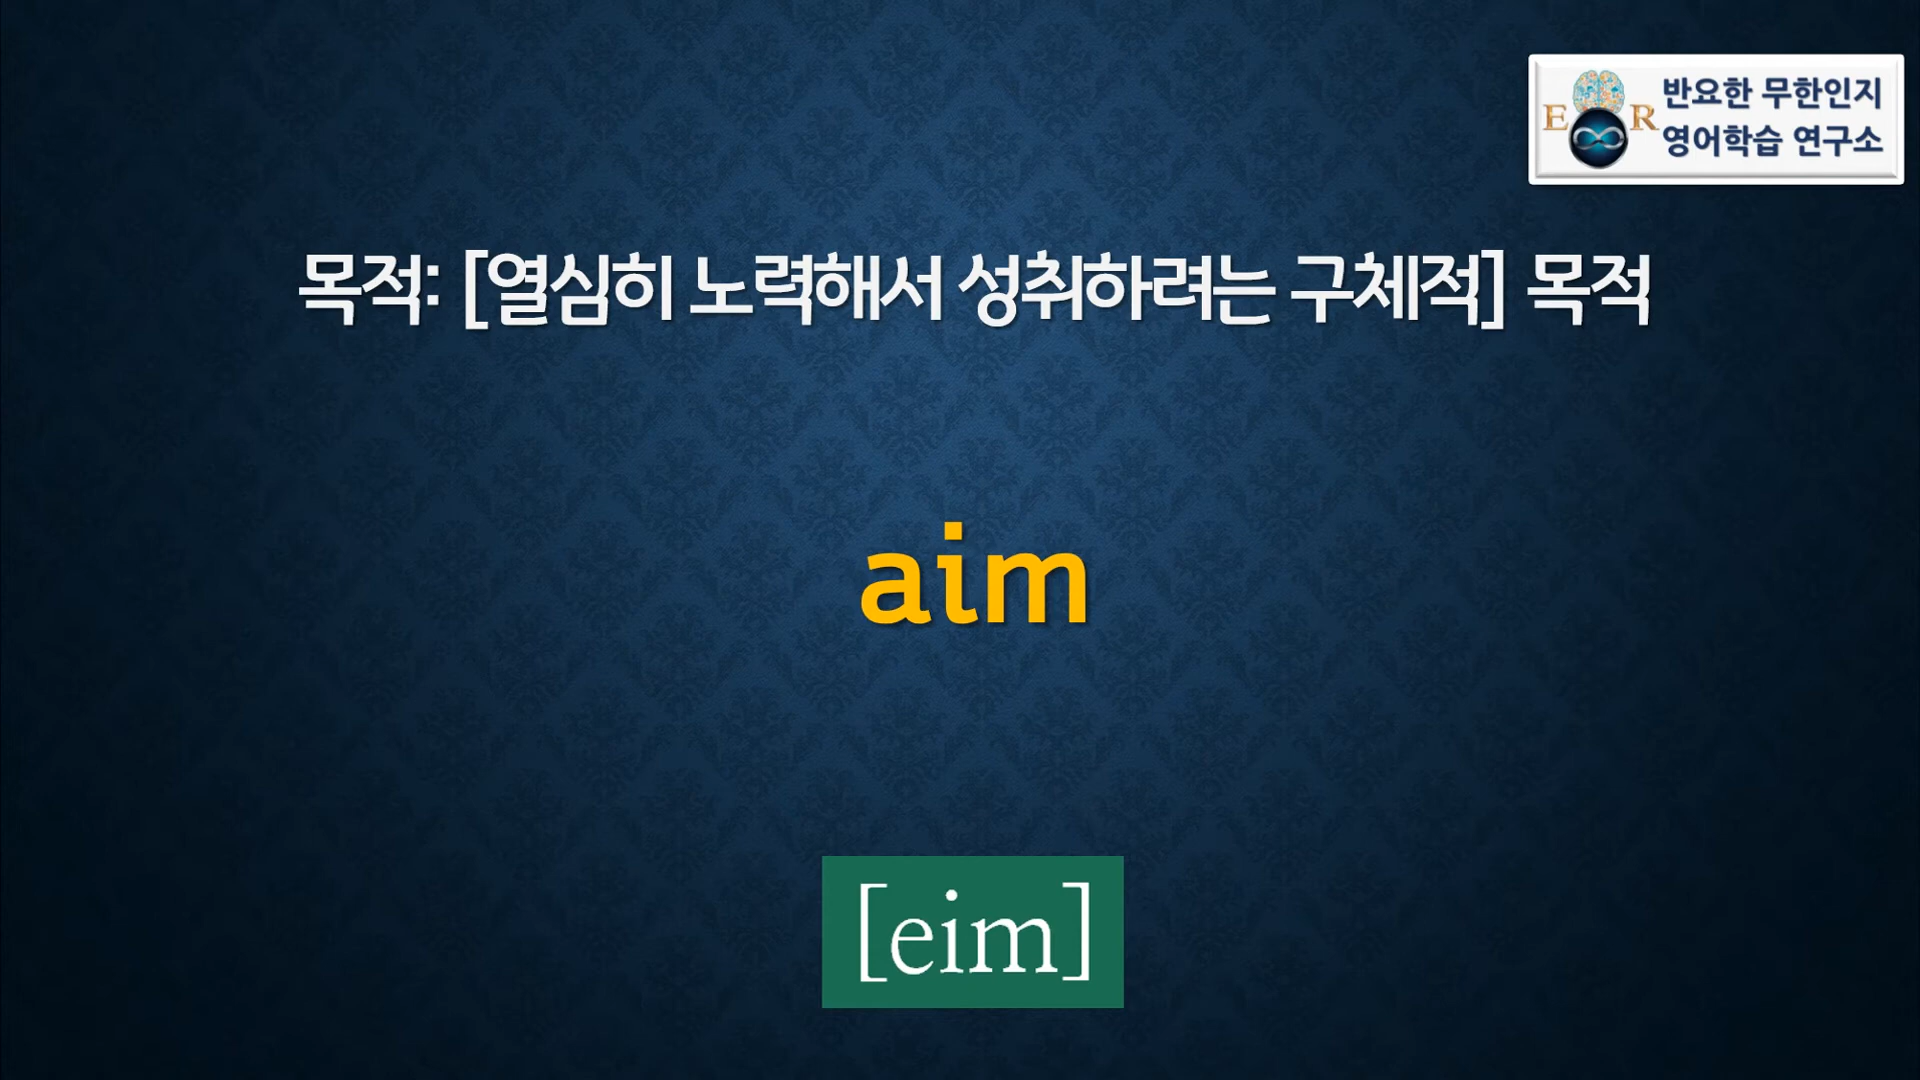 반요한 무한인지
E R
영어학습 연구소
목적: [열심히 노력해서 성취하려는 구체적] 목적
aim
[eim]